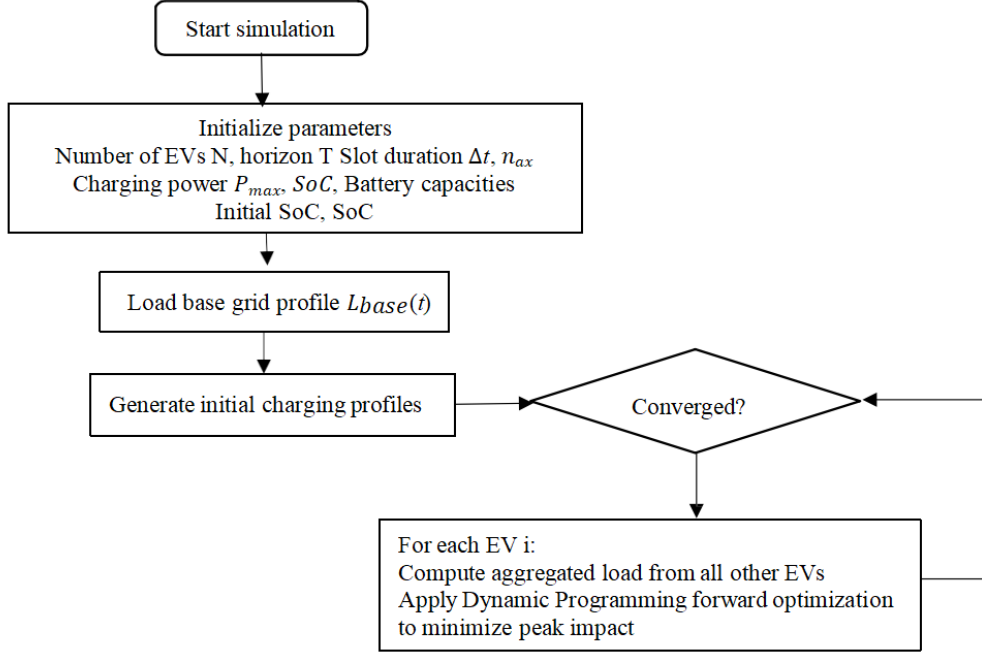 Start simulation
Initialize parameters
Number of EVs N, horizon T Slot duration Δt, n_ax
Charging power P_max, SoC, Battery capacities
Initial SoC, SoC
Load base grid profile Lbase(t)
Generate initial charging profiles
Converged?
For each EV i:
Compute aggregated load from all other EVs
Apply Dynamic Programming forward optimization
to minimize peak impact